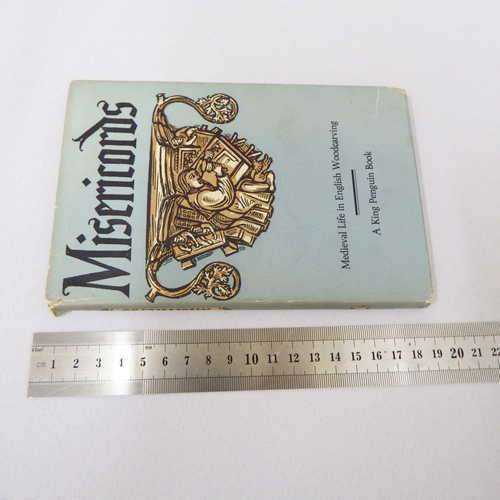 Misericords
Medieval Life in English Woodcarving
A King Penguin Book
1 2 3 4 5 6 7 8 9 10 11 12 13 14 15 16 17 18 19 20 21 22